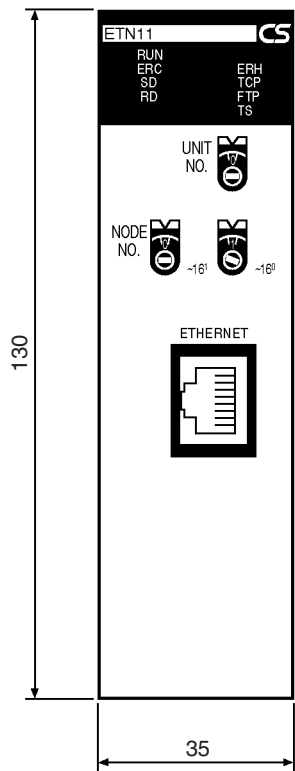 ETN11 CS
RUN
ERC ERH
SD TCP
RD FTP
TS
UNIT
NO.
NODE
NO.
~16¹ ~16⁰
ETHERNET
130
35